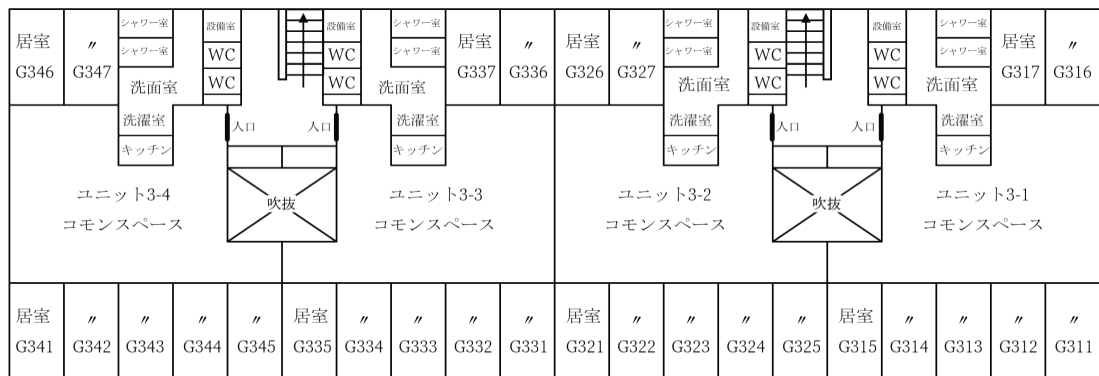 シャワー室 設備室 設備室 シャワー室 シャワー室 設備室 設備室 シャワー室
居室 〃 居室 〃 居室 〃 居室 〃
シャワー室 WC WC シャワー室 シャワー室 WC WC シャワー室
G346 G347 G337 G336 G326 G327 G317 G316
洗面室 WC WC 洗面室 洗面室 WC WC 洗面室
洗濯室 入口 入口 洗濯室 洗濯室 入口 入口 洗濯室
キッチン キッチン キッチン キッチン
ユニット3-4 ユニット3-3 ユニット3-2 ユニット3-1
吹抜 吹抜
コモンスペース コモンスペース コモンスペース コモンスペース
居室 〃 〃 〃 〃 居室 〃 〃 〃 〃 居室 〃 〃 〃 〃 居室 〃 〃 〃 〃
G341 G342 G343 G344 G345 G335 G334 G333 G332 G331 G321 G322 G323 G324 G325 G315 G314 G313 G312 G311